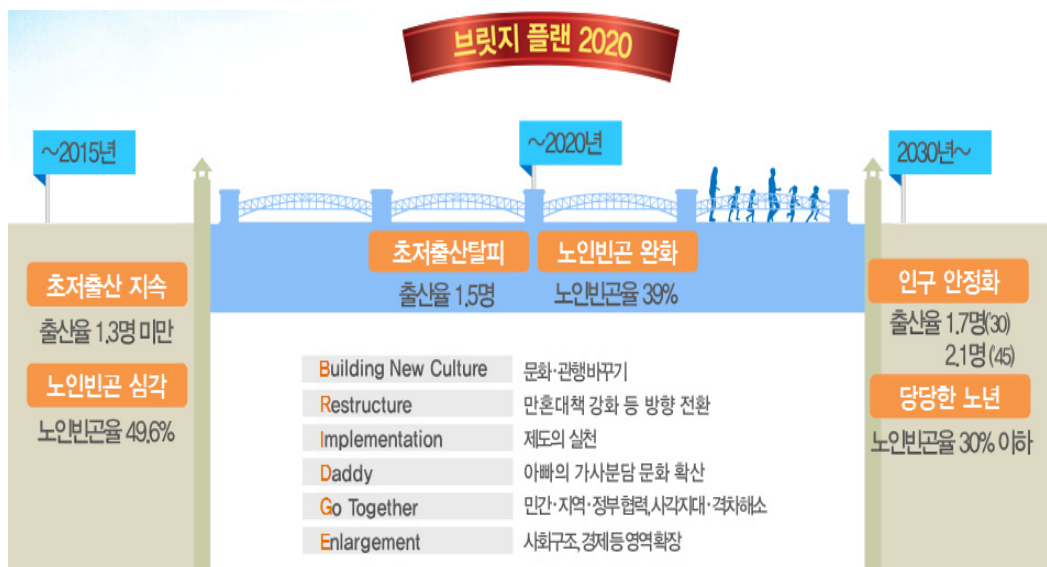 브릿지 플랜 2020
~2015년
~2020년
2030년~
초저출산 지속
출산율 1.3명 미만
노인빈곤 심각
노인빈곤율 49.6%
초저출산탈피
출산율 1.5명
노인빈곤 완화
노인빈곤율 39%
인구 안정화
출산율 1.7명('30)
2.1명('45)
당당한 노년
노인빈곤율 30% 이하
Building New Culture 문화·관행바꾸기
Restructure 만혼대책 강화 등 방향 전환
Implementation 제도의 실천
Daddy 아빠의 가사분담 문화 확산
Go Together 민간·지역·정부 협력, 사각지대·격차해소
Enlargement 사회구조, 경제 등 영역 확장